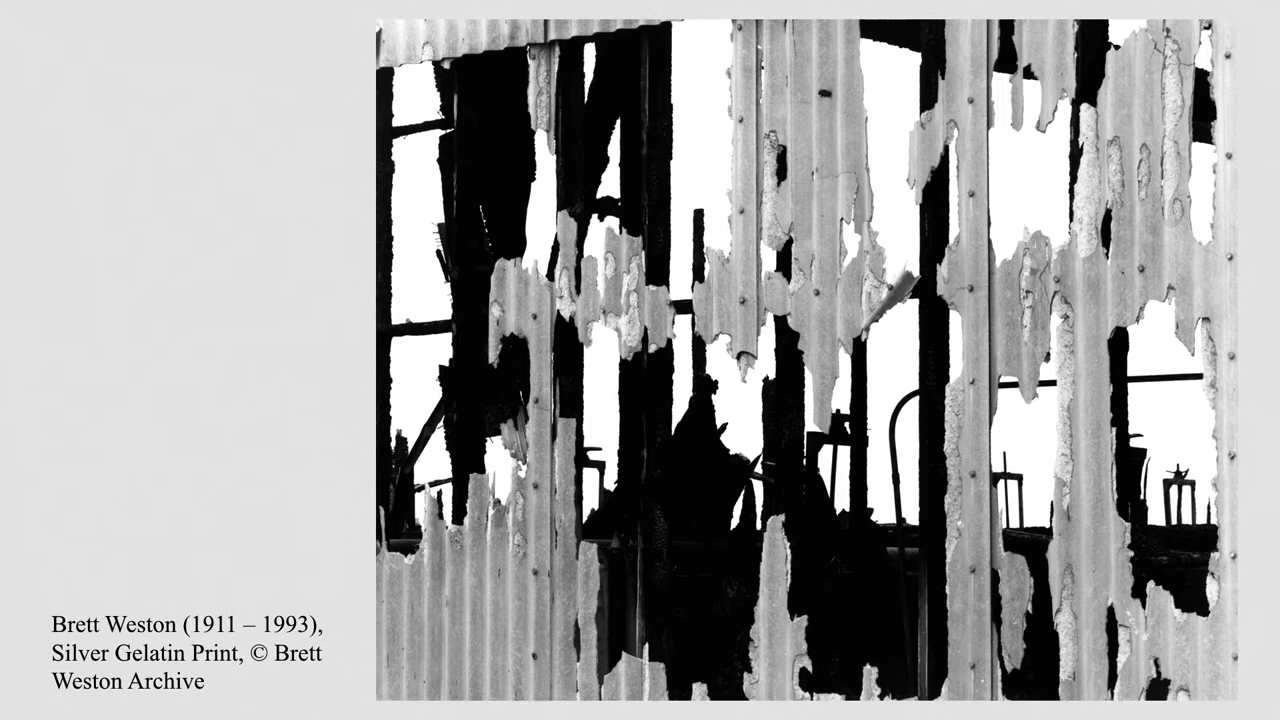 Brett Weston (1911 – 1993),
Silver Gelatin Print, © Brett
Weston Archive